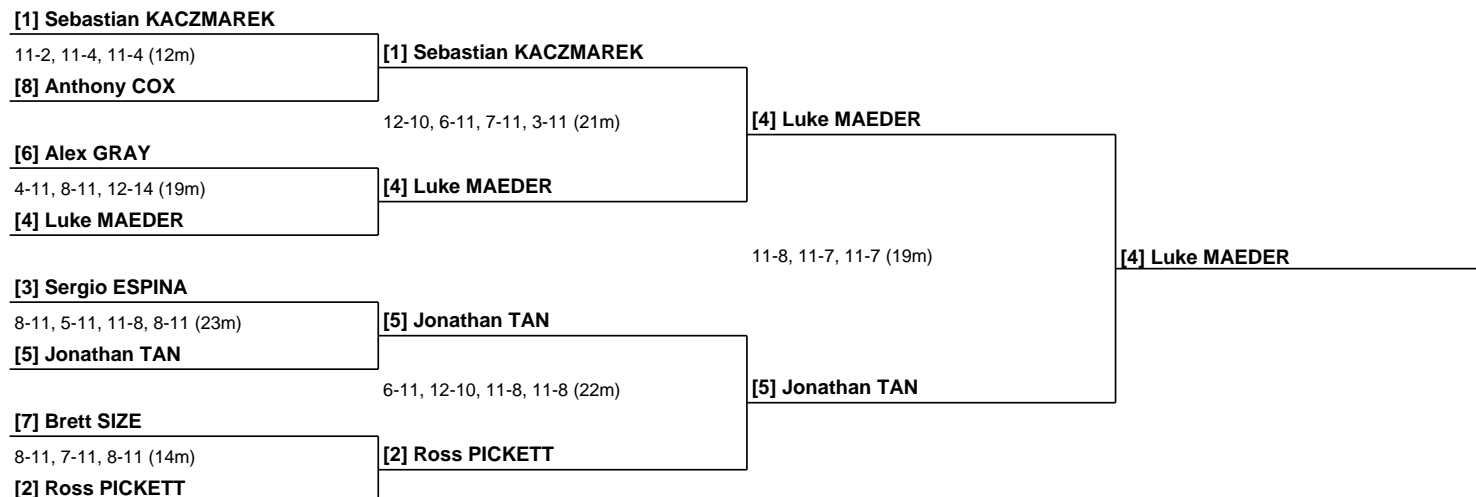 [1] Sebastian KACZMAREK
11-2, 11-4, 11-4 (12m)
[8] Anthony COX
[6] Alex GRAY
4-11, 8-11, 12-14 (19m)
[4] Luke MAEDER
[3] Sergio ESPINA
8-11, 5-11, 11-8, 8-11 (23m)
[5] Jonathan TAN
[7] Brett SIZE
8-11, 7-11, 8-11 (14m)
[2] Ross PICKETT
[1] Sebastian KACZMAREK
12-10, 6-11, 7-11, 3-11 (21m)
[4] Luke MAEDER
[5] Jonathan TAN
6-11, 12-10, 11-8, 11-8 (22m)
[2] Ross PICKETT
[4] Luke MAEDER
11-8, 11-7, 11-7 (19m)
[5] Jonathan TAN
[4] Luke MAEDER